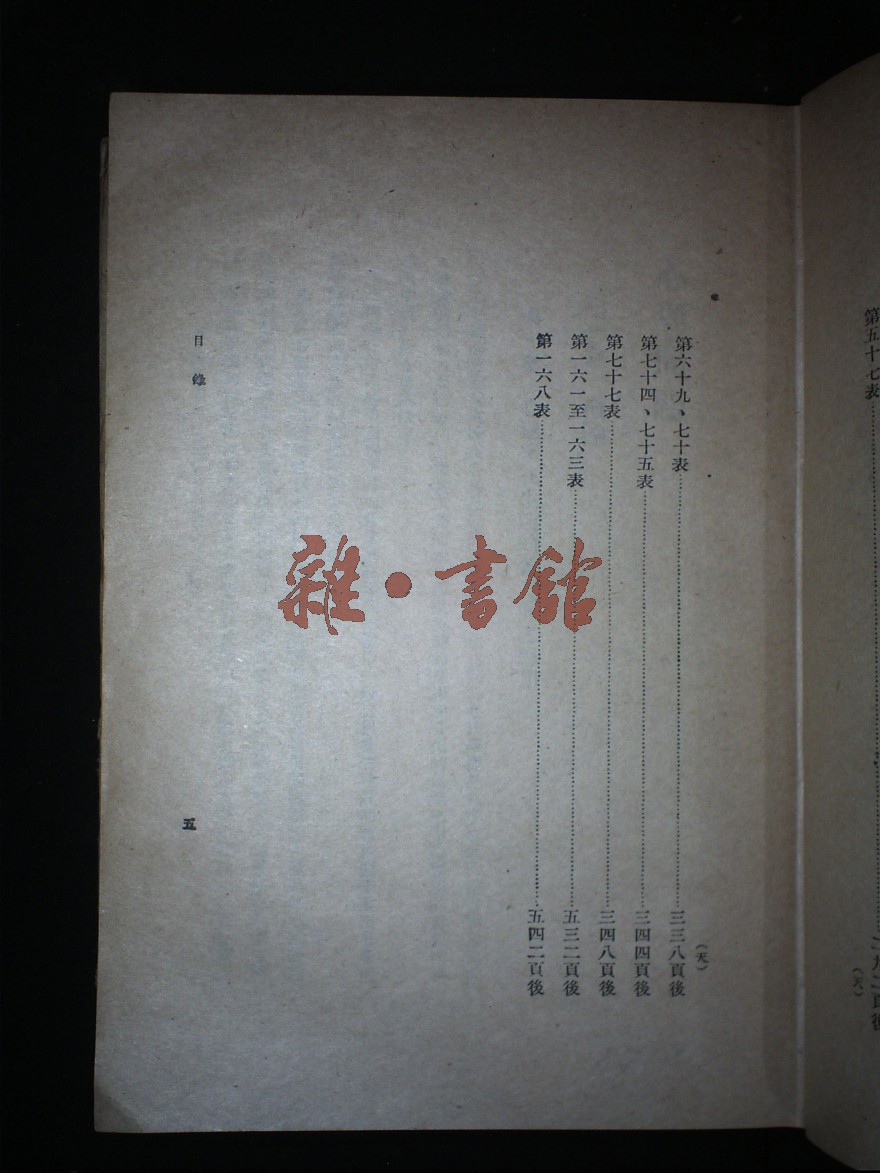 第五十七表
第六十九、七十表……三三八頁後
第七十四、七十五表……三四四頁後
第七十七表……三四八頁後
第一六一至一六三表……五三二頁後
第一六八表……五四二頁後
目錄
五
雜•書館